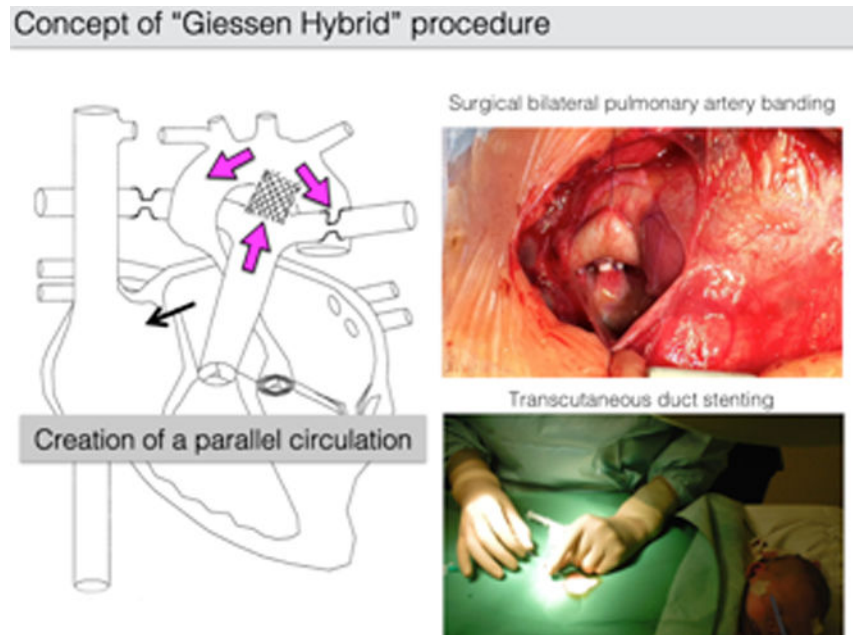 Concept of “Giessen Hybrid” procedure
Surgical bilateral pulmonary artery banding
Creation of a parallel circulation
Transcutaneous duct stenting